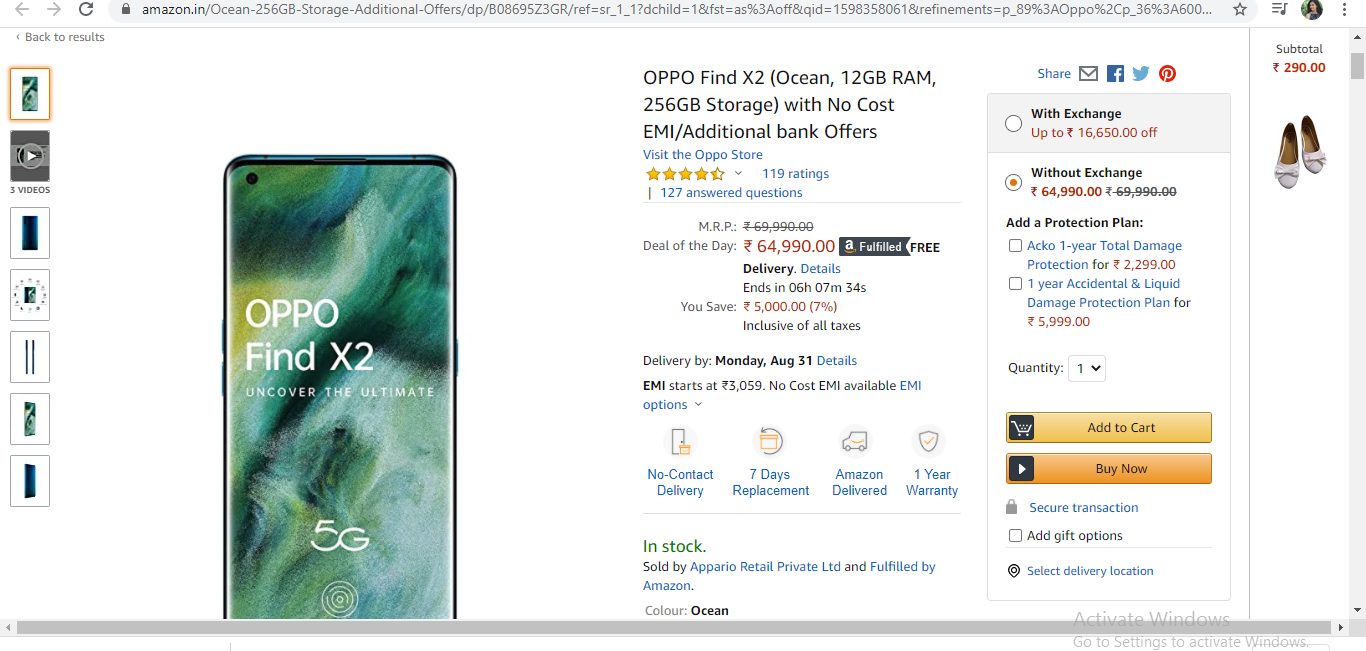 amazon.in/Ocean-256GB-Storage-Additional-Offers/dp/B08695Z3GR/ref=sr_1_1?dchild=1&fst=as%3Aoff&qid=1598358061&refinements=p_89%3AOppo%2Cp_36%3A600...
‹ Back to results
3 VIDEOS
OPPO
Find X2
UNCOVER THE ULTIMATE
5G
OPPO Find X2 (Ocean, 12GB RAM,
256GB Storage) with No Cost
EMI/Additional bank Offers
Visit the Oppo Store
119 ratings
| 127 answered questions
M.R.P.: ₹ 69,990.00
Deal of the Day: ₹ 64,990.00 a Fulfilled FREE
Delivery. Details
Ends in 06h 07m 34s
You Save: ₹ 5,000.00 (7%)
Inclusive of all taxes
Delivery by: Monday, Aug 31 Details
EMI starts at ₹3,059. No Cost EMI available EMI
options
No-Contact
Delivery
7 Days
Replacement
Amazon
Delivered
1 Year
Warranty
In stock.
Sold by Appario Retail Private Ltd and Fulfilled by
Amazon.
Colour: Ocean
Share
With Exchange
Up to ₹ 16,650.00 off
Without Exchange
₹ 64,990.00 ₹ 69,990.00
Add a Protection Plan:
Acko 1-year Total Damage
Protection for ₹ 2,299.00
1 year Accidental & Liquid
Damage Protection Plan for
₹ 5,999.00
Quantity: 1
Add to Cart
Buy Now
Secure transaction
Add gift options
Select delivery location
Subtotal
₹ 290.00
Activate Windows
Go to Settings to activate Windows.